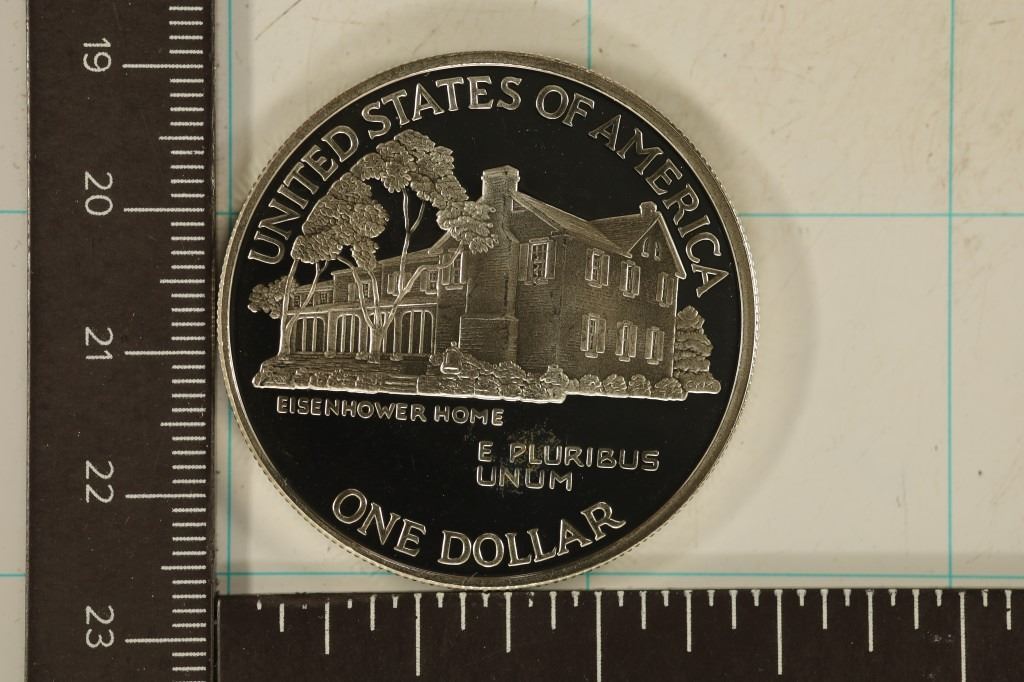 UNITED STATES OF AMERICA
EISENHOWER HOME
E PLURIBUS
UNUM
ONE DOLLAR
19
20
21
22
23